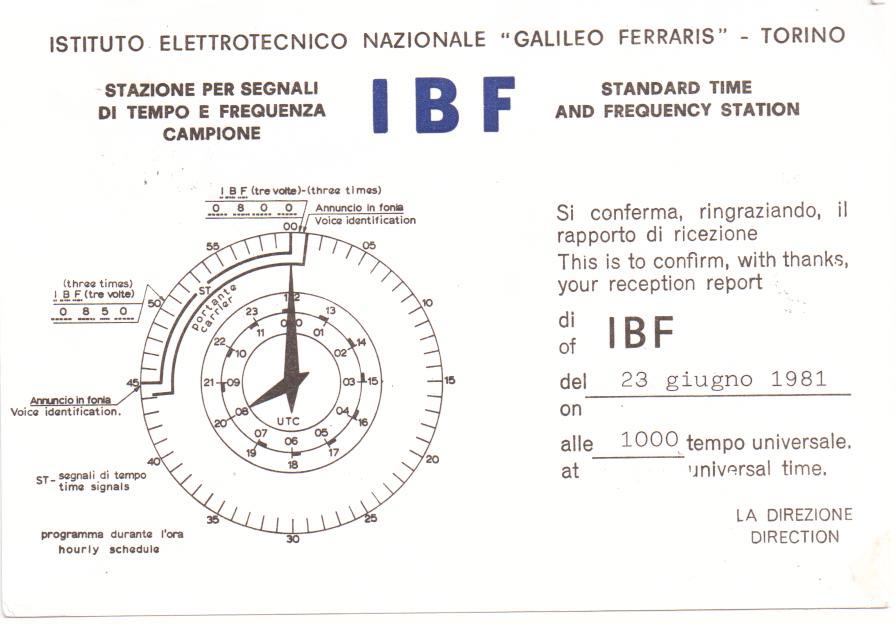 ISTITUTO ELETTROTECNICO NAZIONALE "GALILEO FERRARIS" - TORINO
STAZIONE PER SEGNALI
DI TEMPO E FREQUENZA
CAMPIONE
IBF
STANDARD TIME
AND FREQUENCY STATION
IBF (tre volte)-(three times)
0 8 0 0
Annuncio in fonia
Voice identification
00
05
10
15
20
25
30
35
40
45
50
55
(three times)
IBF (tre volte)
0 8 5 0
ST
portante
carrier
Annuncio in fonia
Voice identification.
12
13
14
15
16
17
18
19
20
21
22
23
01
02
03
04
05
06
07
08
09
10
11
UTC
ST- segnali di tempo
time signals
programma durante l'ora
hourly schedule
Si conferma, ringraziando, il
rapporto di ricezione
This is to confirm, with thanks,
your reception report
di
of
IBF
del 23 giugno 1981
on
alle 1000 tempo universale.
at universal time.
LA DIREZIONE
DIRECTION